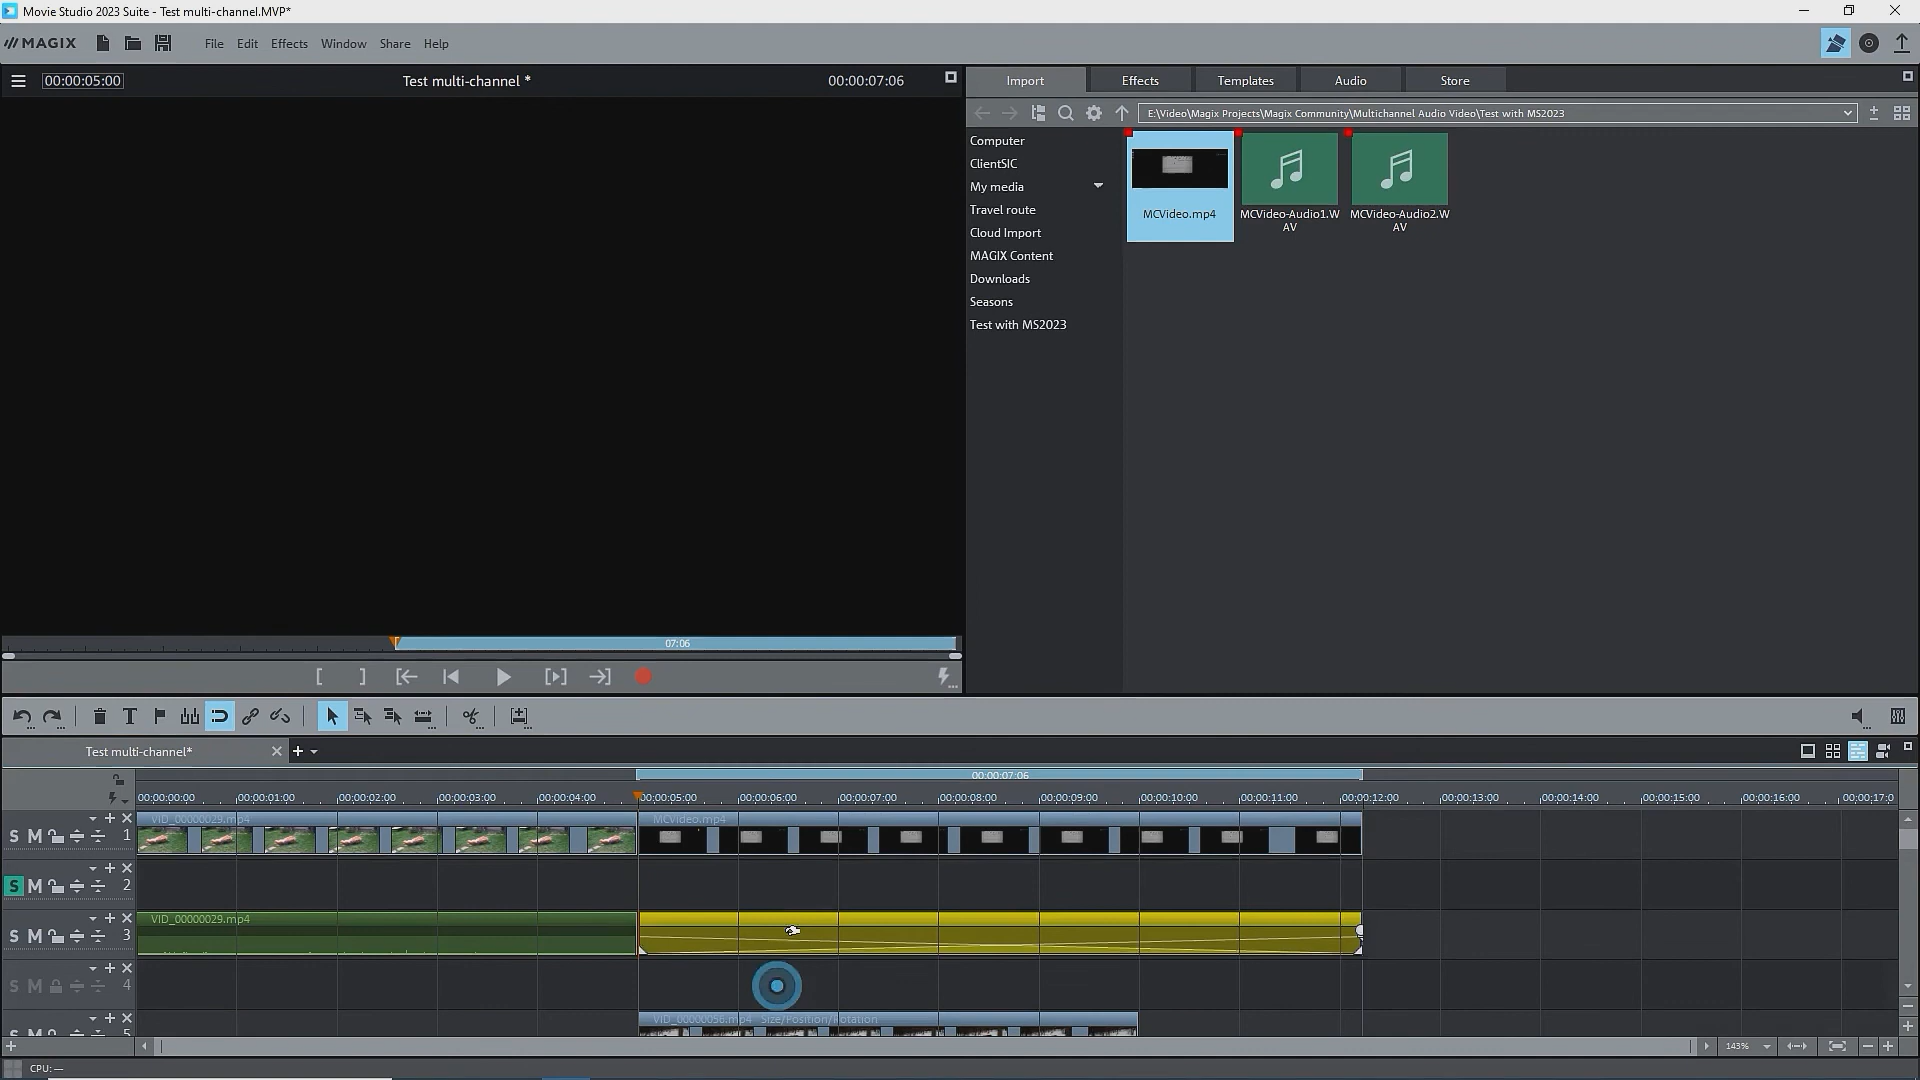 Movie Studio 2023 Suite - Test multi-channel.MVP*
MAGIX
File Edit Effects Window Share Help
00:00:05:00
Test multi-channel *
00:00:07:06
Import
Effects
Templates
Audio
Store
E:\Video\Magix Projects\Magix Community\Multichannel Audio Video\Test with MS2023
Computer
ClientSIC
My media
Travel route
Cloud Import
MAGIX Content
Downloads
Seasons
Test with MS2023
MCVideo.mp4
MCVideo-Audio1.W
AV
MCVideo-Audio2.W
AV
07:06
Test multi-channel*
00:00:07:06
00:00:00:00 00:00:01:00 00:00:02:00 00:00:03:00 00:00:04:00 00:00:05:00 00:00:06:00 00:00:07:00 00:00:08:00 00:00:09:00 00:00:10:00 00:00:11:00 00:00:12:00 00:00:13:00 00:00:14:00 00:00:15:00 00:00:16:00 00:00:17:0
VID_00000029.mp4
MCVideo.mp4
S M 1
S M 2
VID_00000029.mp4
S M 3
S M 4
VID_00000056.mp4 Size/Position/Rotation
S M 5
143%
CPU: —